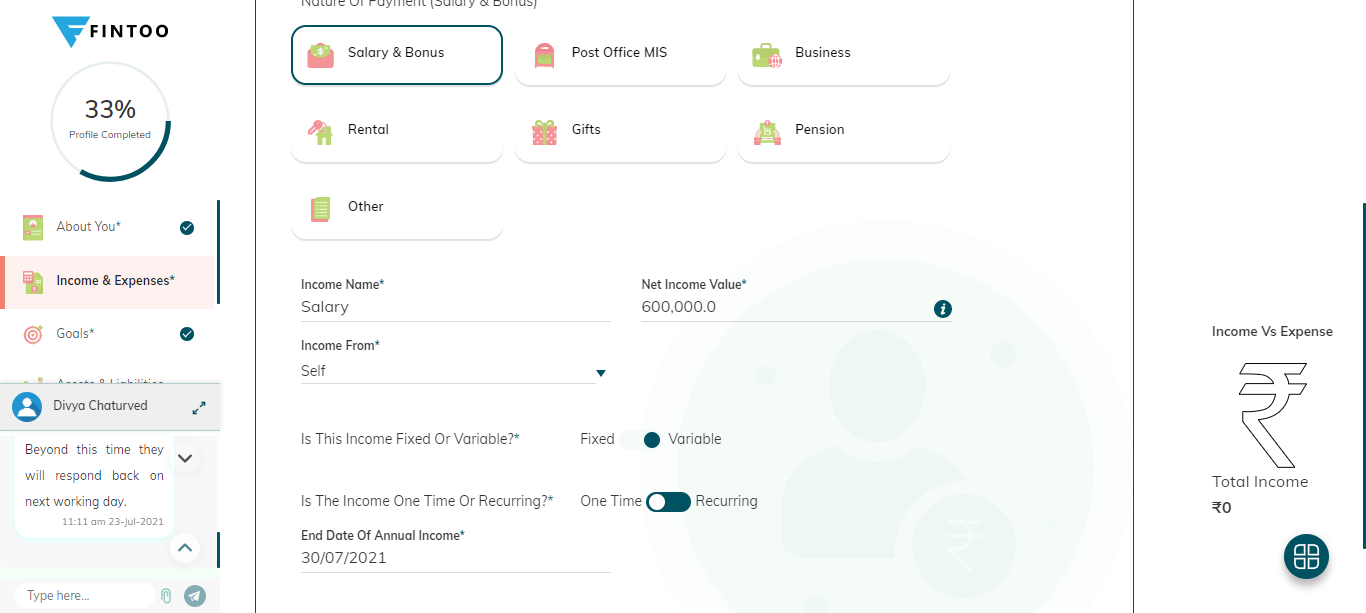 FINTOO
33%
Profile Completed
About You*
Income & Expenses*
Goals*
Assets & Liabilities
Divya Chaturved
Beyond this time they
will respond back on
next working day.
11:11 am 23-Jul-2021
Type here...
Nature Of Payment (Salary & Bonus)
Salary & Bonus
Post Office MIS
Business
Rental
Gifts
Pension
Other
Income Name*
Salary
Net Income Value*
600,000.0
Income From*
Self
Is This Income Fixed Or Variable?*
Fixed
Variable
Is The Income One Time Or Recurring?*
One Time
Recurring
End Date Of Annual Income*
30/07/2021
Income Vs Expense
₹
Total Income
₹0